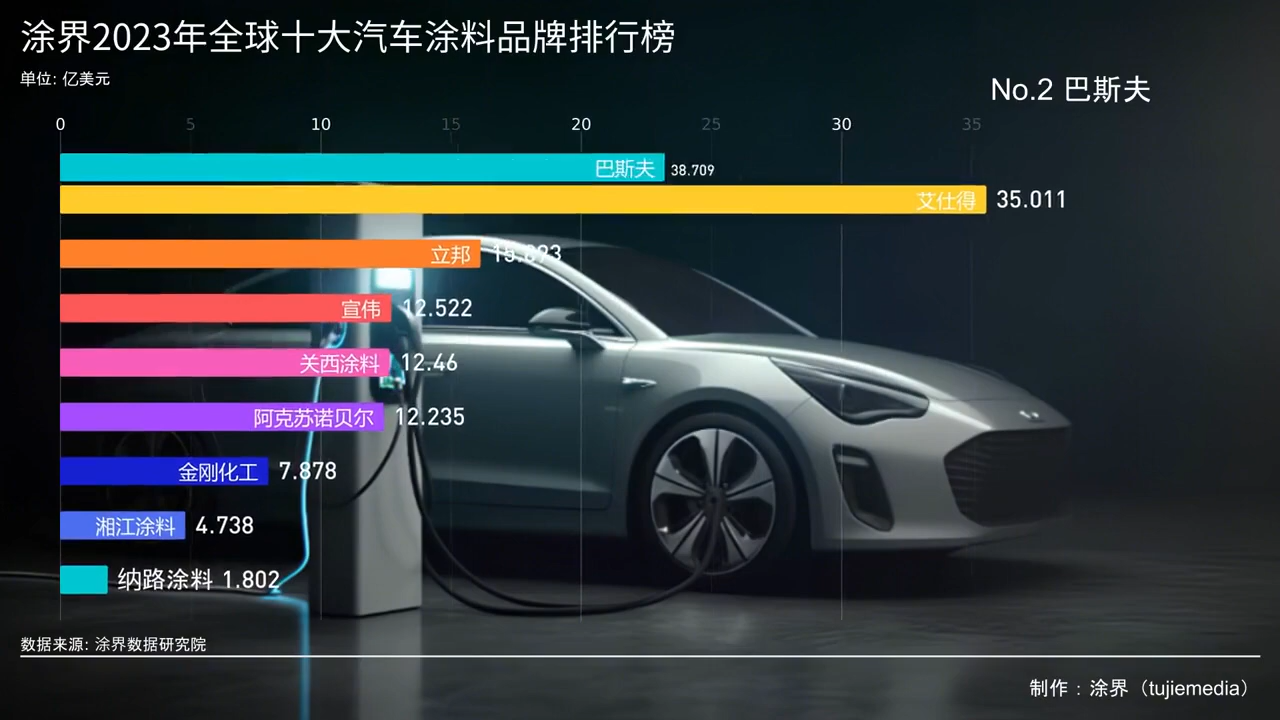 涂界2023年全球十大汽车涂料品牌排行榜
单位: 亿美元
No.2 巴斯夫
0 5 10 15 20 25 30 35
巴斯夫 38.709
艾仕得 35.011
立邦
宣伟 12.522
关西涂料 12.46
阿克苏诺贝尔 12.235
金刚化工 7.878
湘江涂料 4.738
纳路涂料 1.802
数据来源: 涂界数据研究院
制作：涂界（tujiemedia）